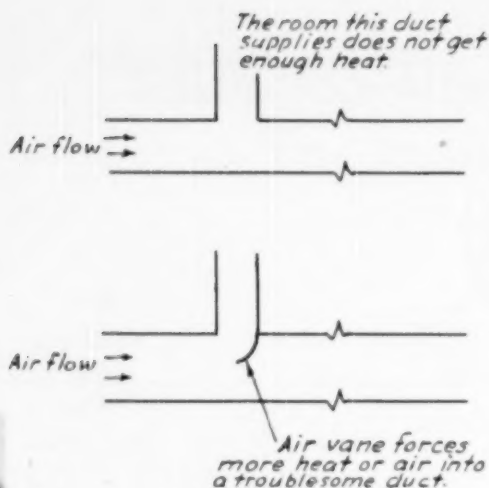 The room this duct
supplies does not get
enough heat.
Air flow
Air flow
Air vane forces
more heat or air into
a troublesome duct.